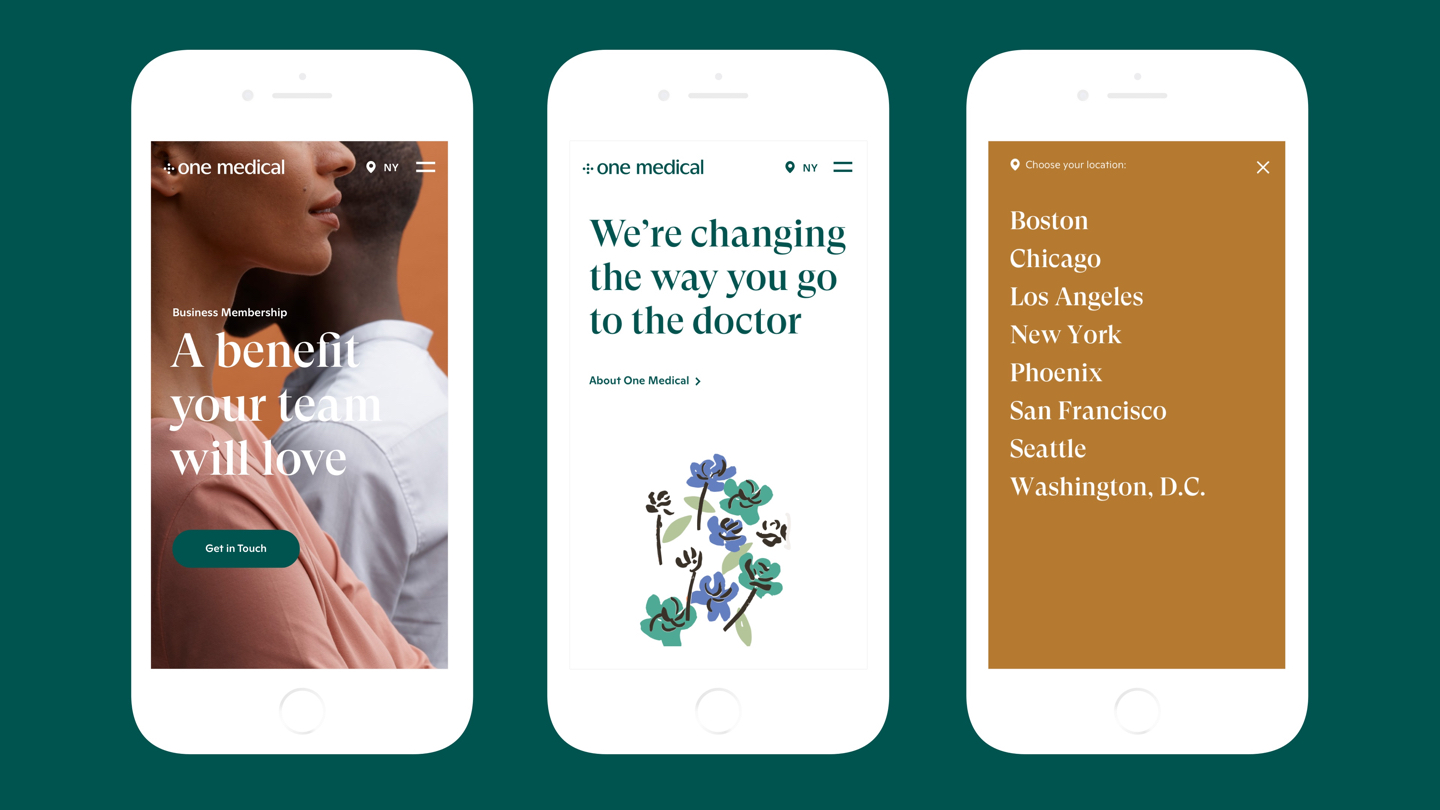 one medical
NY
Business Membership
A benefit
your team
will love
Get in Touch
one medical
NY
We’re changing
the way you go
to the doctor
About One Medical
Choose your location:
Boston
Chicago
Los Angeles
New York
Phoenix
San Francisco
Seattle
Washington, D.C.